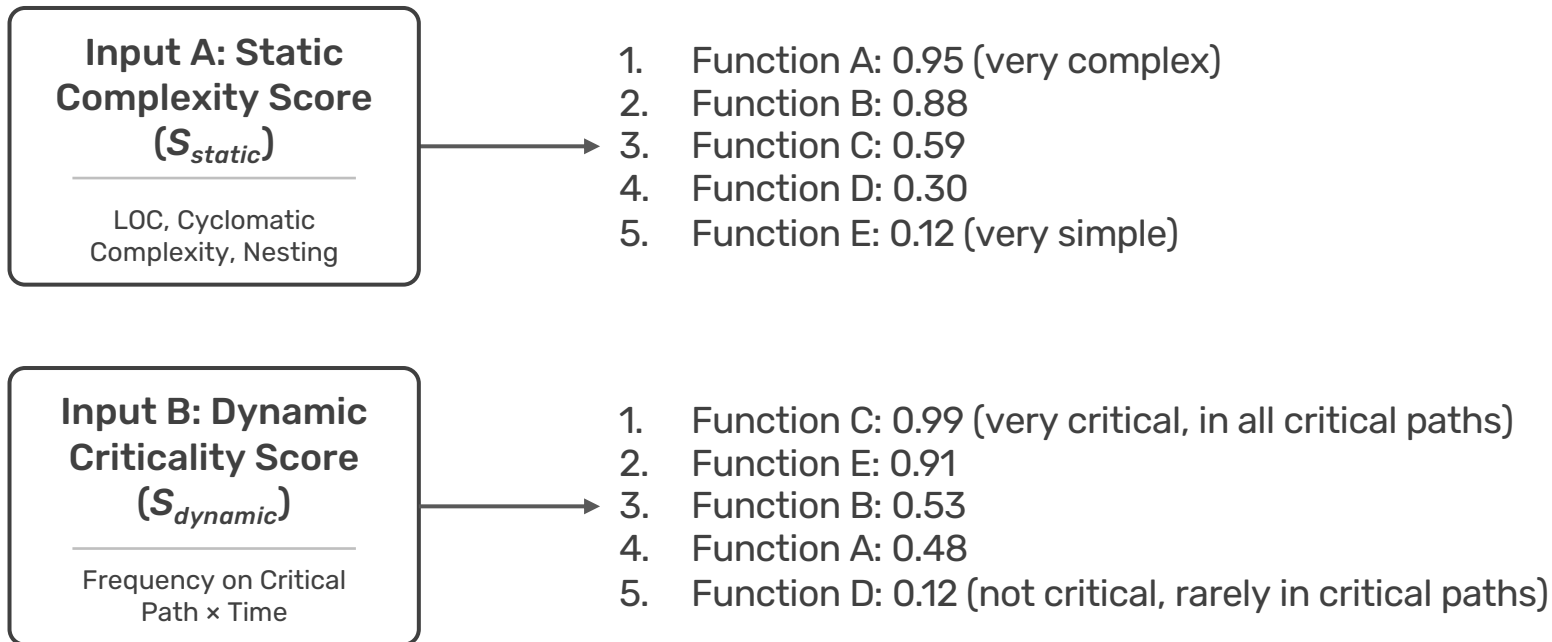 Input A: Static
Complexity Score
(S_static)
LOC, Cyclomatic
Complexity, Nesting
1. Function A: 0.95 (very complex)
2. Function B: 0.88
3. Function C: 0.59
4. Function D: 0.30
5. Function E: 0.12 (very simple)
Input B: Dynamic
Criticality Score
(S_dynamic)
Frequency on Critical
Path × Time
1. Function C: 0.99 (very critical, in all critical paths)
2. Function E: 0.91
3. Function B: 0.53
4. Function A: 0.48
5. Function D: 0.12 (not critical, rarely in critical paths)